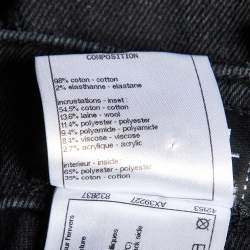 COMPOSITION
98% coton - cotton
2% elasthanne - elastane
incrustations - inset :
54.5% coton - cotton
13.6% laine - wool
11.4% polyester - polyester
9.4% polyamide - polyamide
8.4% viscose - viscose
2.7% acrylique - acrylic
interieur - inside
65% polyester - polyester
35% coton - cotton
42153